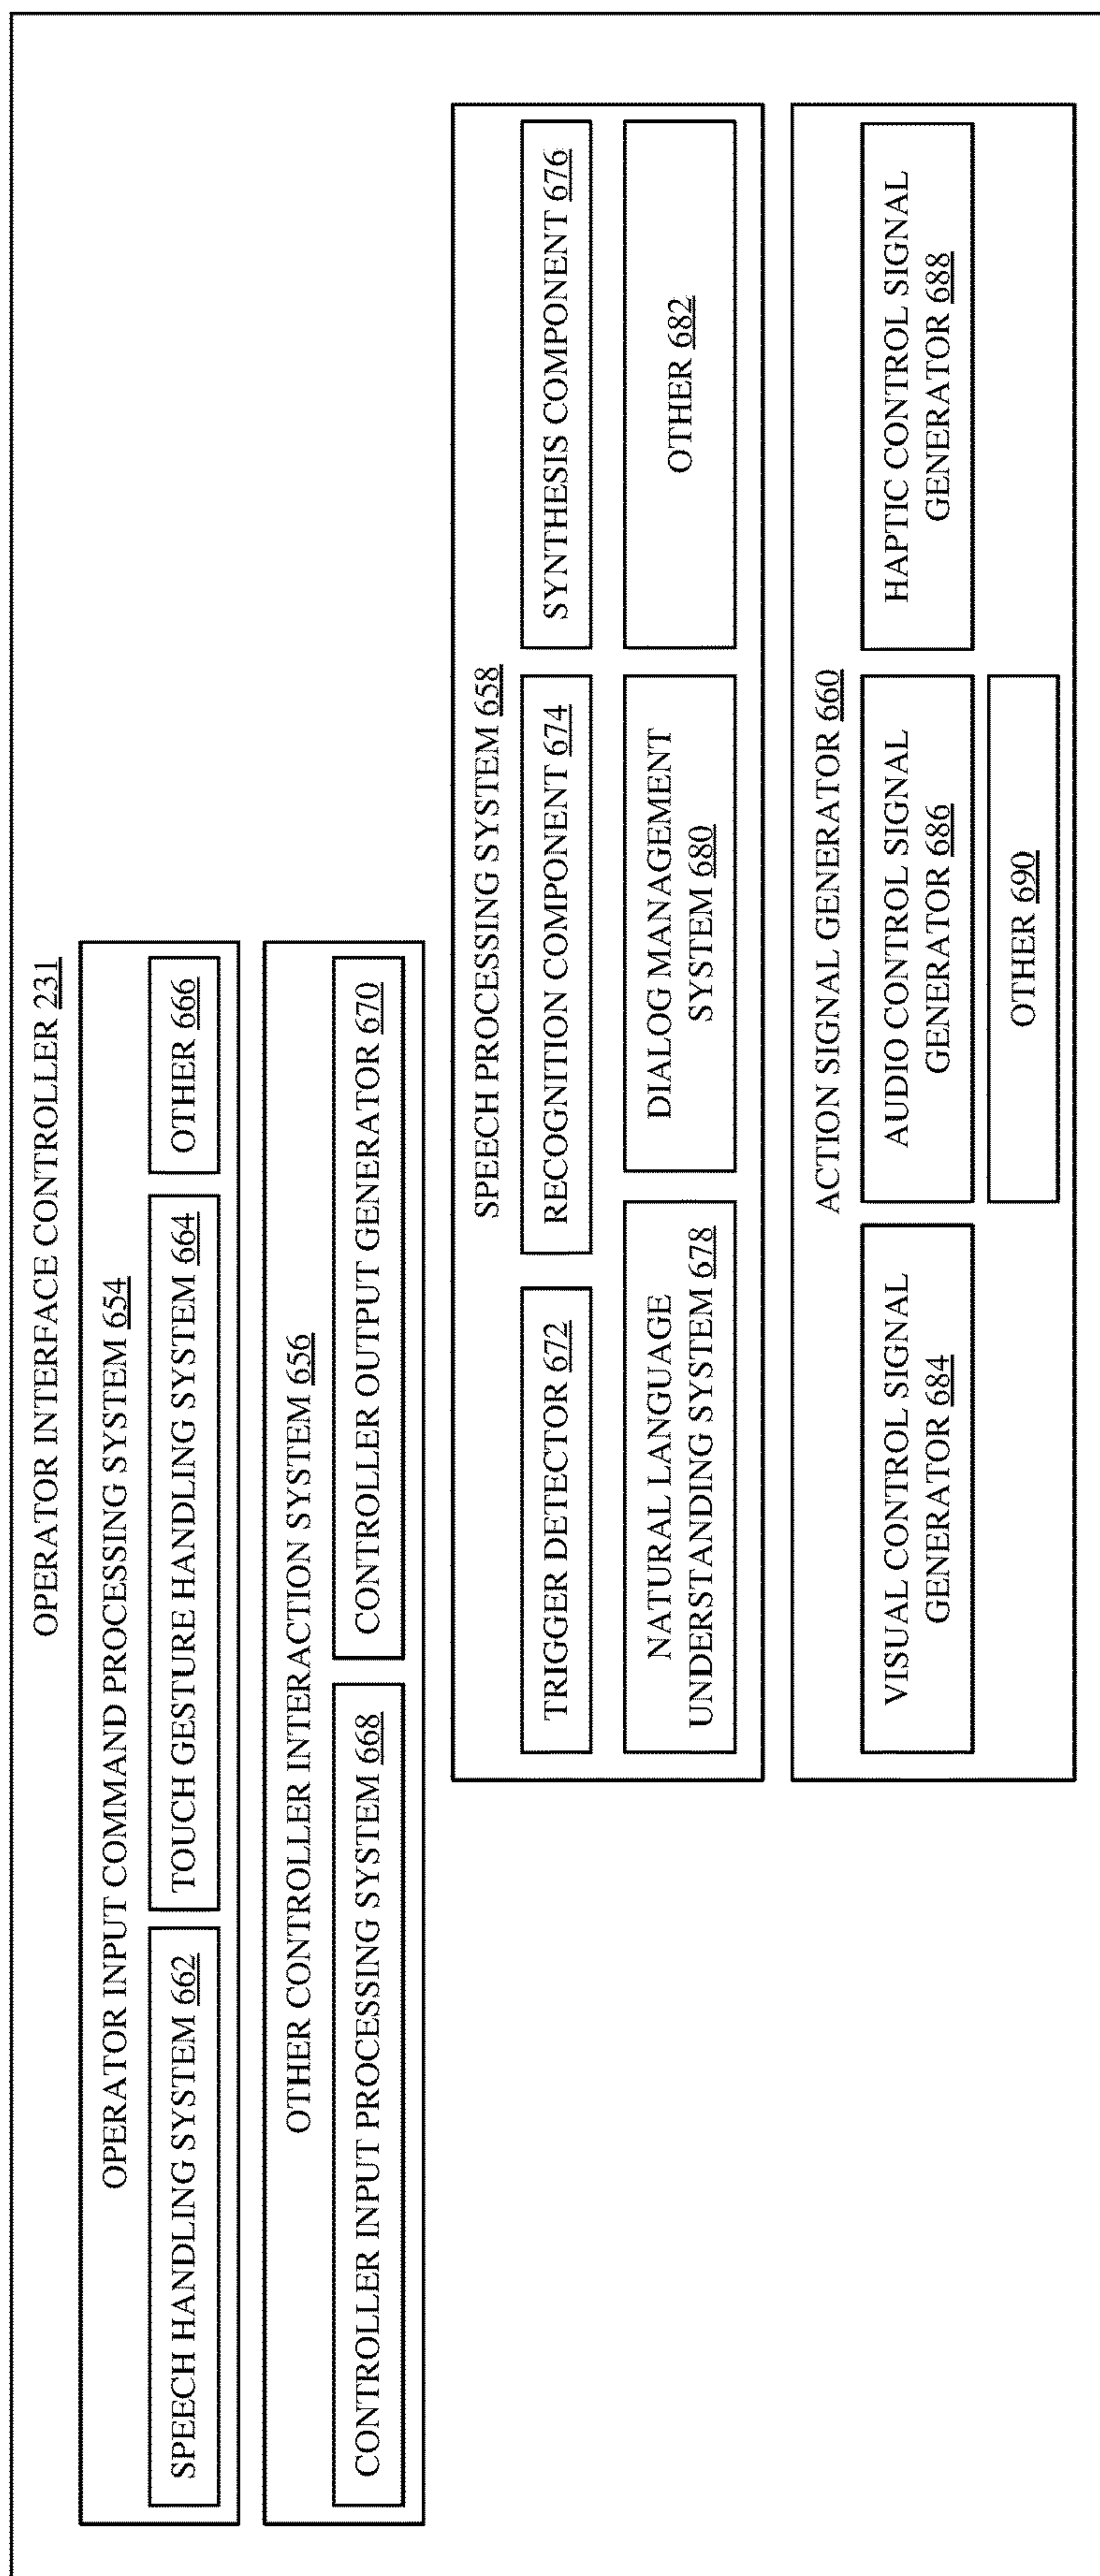 OPERATOR INTERFACE CONTROLLER 231
OPERATOR INPUT COMMAND PROCESSING SYSTEM 654
SPEECH HANDLING SYSTEM 662
TOUCH GESTURE HANDLING SYSTEM 664
OTHER 666
OTHER CONTROLLER INTERACTION SYSTEM 656
CONTROLLER INPUT PROCESSING SYSTEM 668
CONTROLLER OUTPUT GENERATOR 670
SPEECH PROCESSING SYSTEM 658
TRIGGER DETECTOR 672
RECOGNITION COMPONENT 674
SYNTHESIS COMPONENT 676
NATURAL LANGUAGE
UNDERSTANDING SYSTEM 678
DIALOG MANAGEMENT
SYSTEM 680
OTHER 682
ACTION SIGNAL GENERATOR 660
VISUAL CONTROL SIGNAL
GENERATOR 684
AUDIO CONTROL SIGNAL
GENERATOR 686
HAPTIC CONTROL SIGNAL
GENERATOR 688
OTHER 690